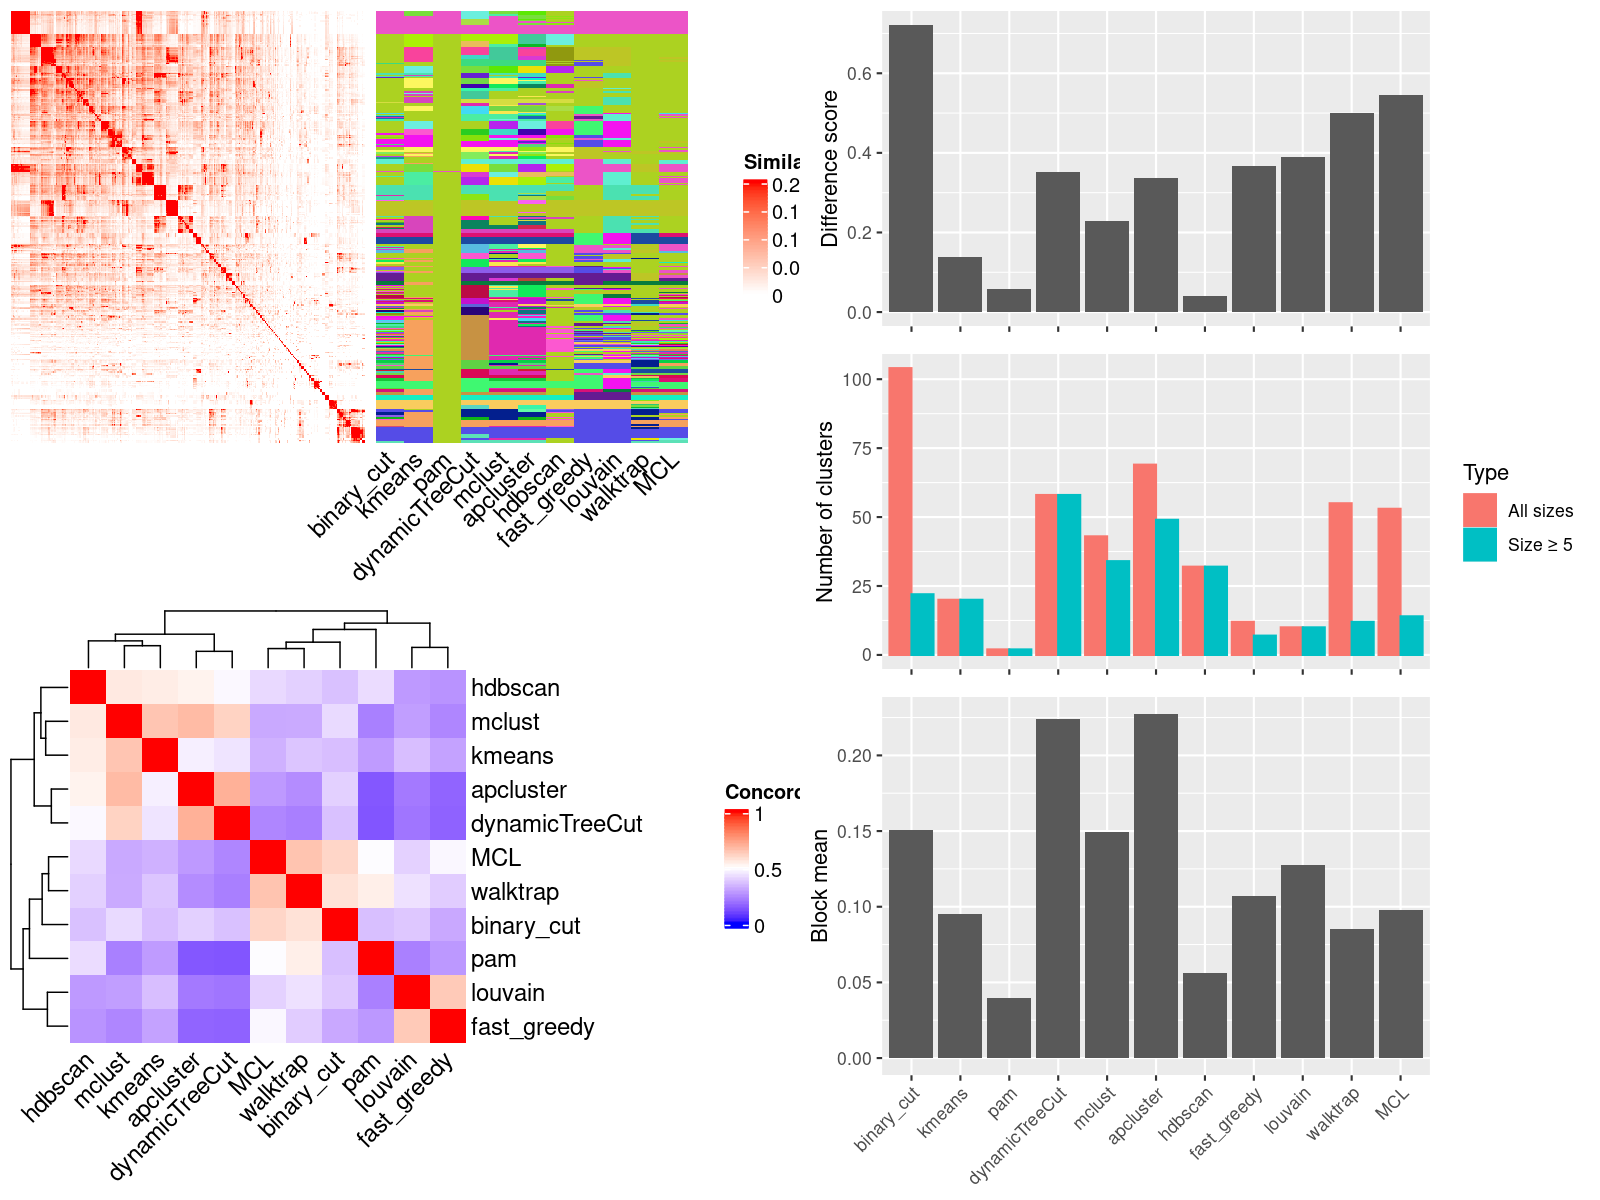 Simila
0.2
0.1
0.1
0.0
0
binary_cut
kmeans
pam
dynamicTreeCut
mclust
apcluster
hdbscan
fast_greedy
louvain
walktrap
MCL
hdbscan
mclust
kmeans
apcluster
dynamicTreeCut
MCL
walktrap
binary_cut
pam
louvain
fast_greedy
hdbscan
mclust
kmeans
apcluster
dynamicTreeCut
MCL
walktrap
binary_cut
pam
louvain
fast_greedy
Concord
1
0.5
0
Difference score
0.6
0.4
0.2
0.0
Number of clusters
100
75
50
25
0
Type
All sizes
Size ≥ 5
Block mean
0.20
0.15
0.10
0.05
0.00
binary_cut
kmeans
pam
dynamicTreeCut
mclust
apcluster
hdbscan
fast_greedy
louvain
walktrap
MCL